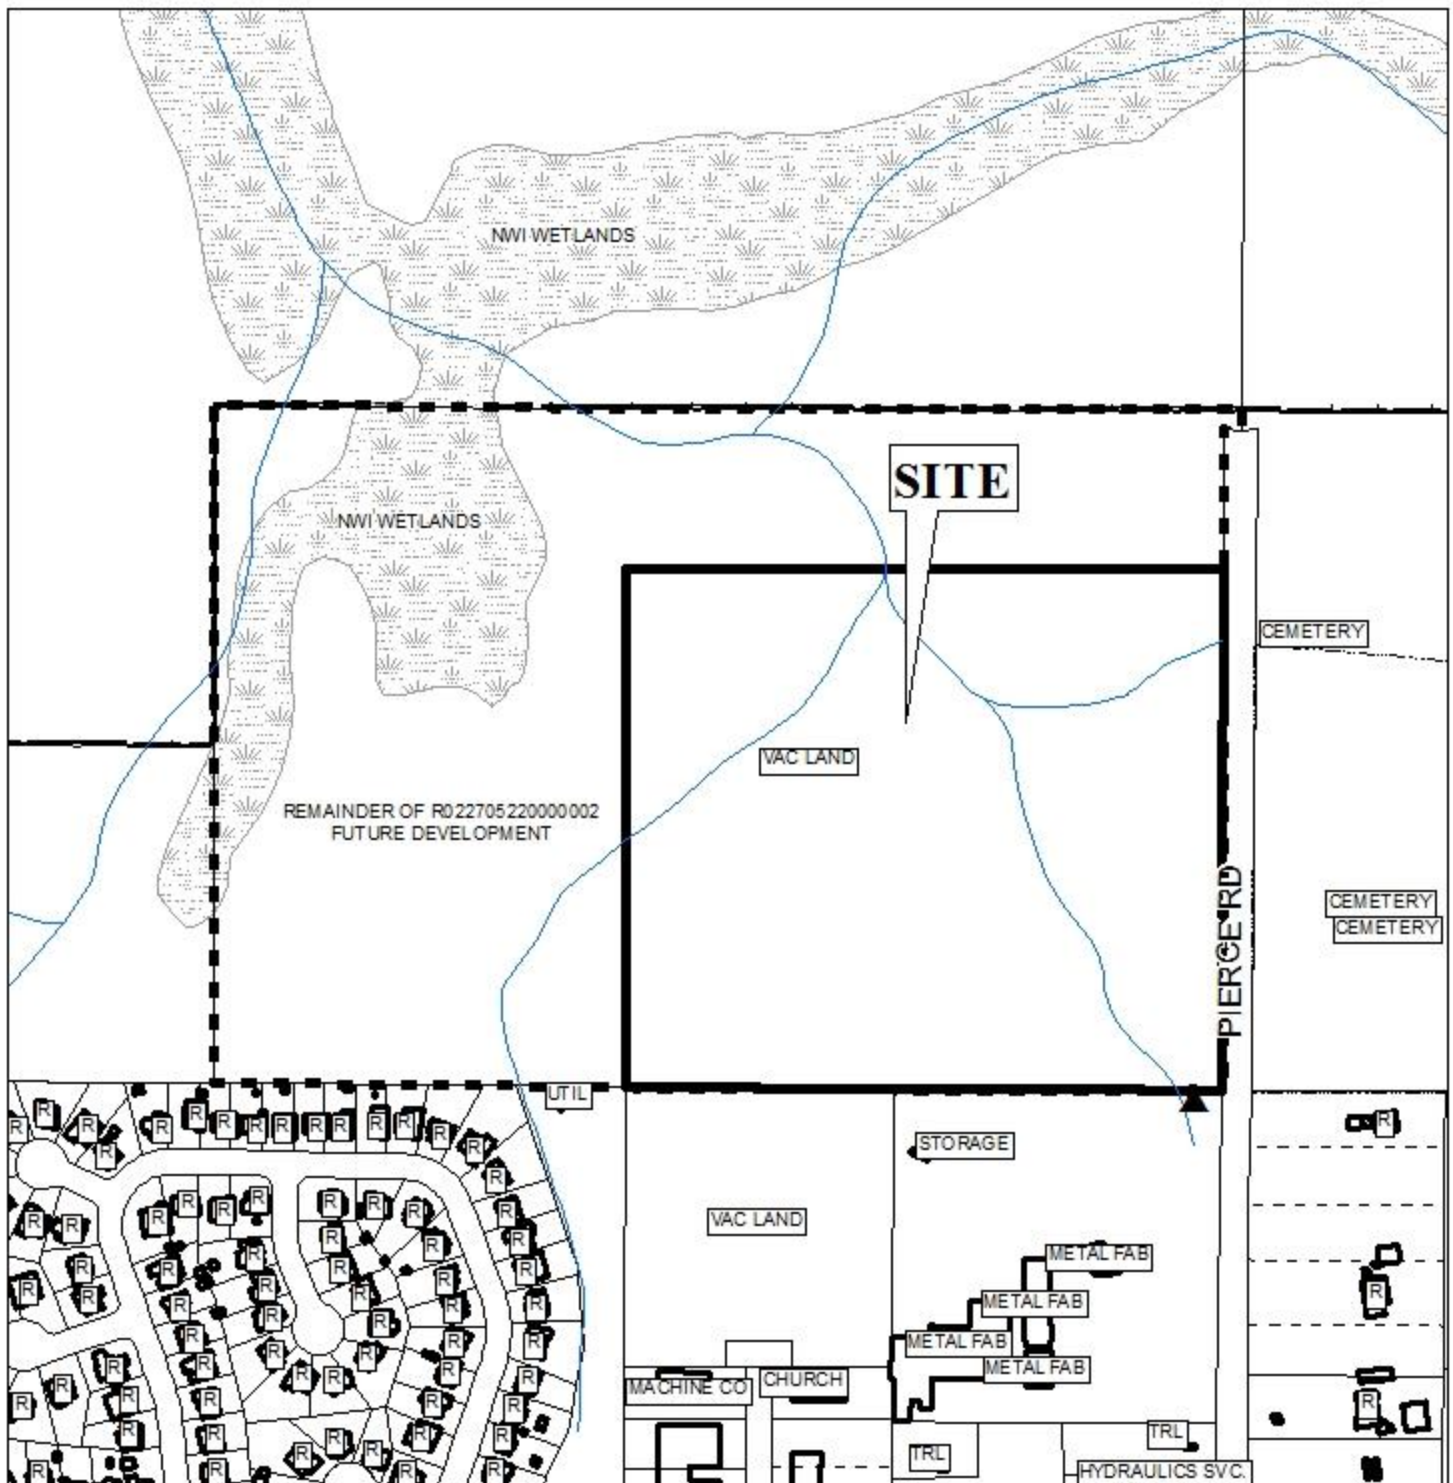 NWI WETLANDS
SITE
NWI WETLANDS
CEMETERY
VAC LAND
REMAINDER OF R022705220000002
FUTURE DEVELOPMENT
PIERCE RD
CEMETERY
CEMETERY
UTIL
R R R R R R R R R R R R R R
STORAGE
R
R R R R R R R R R
VAC LAND
R R R R R R R R
METAL FAB
R R R R R R R R
METAL FAB
R
METAL FAB
R R R R R R R
METAL FAB
MACHINE CO
CHURCH
R R R R R R R
R
TRL
R R R R R R
TRL
HYDRAULICS SVC
R R R R R